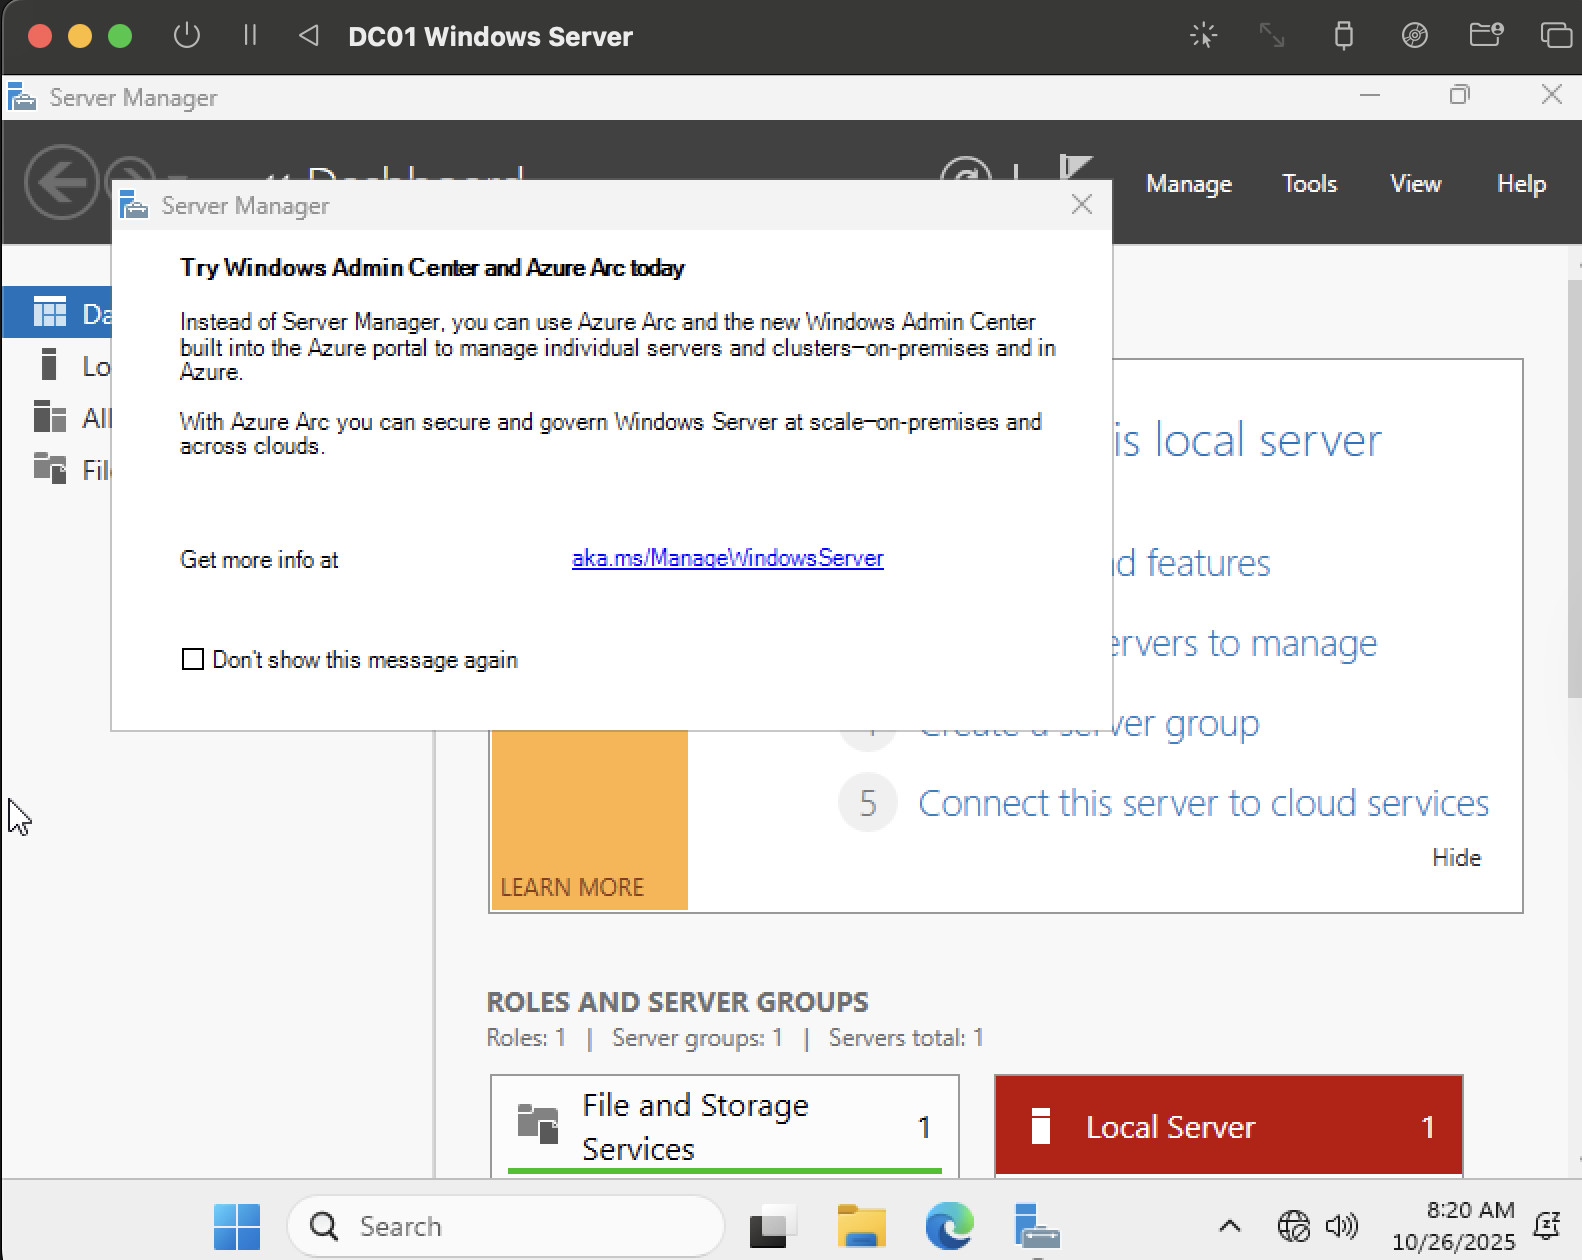 DC01 Windows Server
Server Manager
Dashboard
Manage Tools View Help
Server Manager
Try Windows Admin Center and Azure Arc today
Instead of Server Manager, you can use Azure Arc and the new Windows Admin Center
built into the Azure portal to manage individual servers and clusters–on-premises and in
Azure.
With Azure Arc you can secure and govern Windows Server at scale–on-premises and
across clouds.
Get more info at aka.ms/ManageWindowsServer
Don't show this message again
Da
Lo
All
Fil
is local server
d features
ervers to manage
4 Create a server group
5 Connect this server to cloud services
Hide
LEARN MORE
ROLES AND SERVER GROUPS
Roles: 1 | Server groups: 1 | Servers total: 1
File and Storage
Services 1
Local Server 1
Search
8:20 AM
10/26/2025